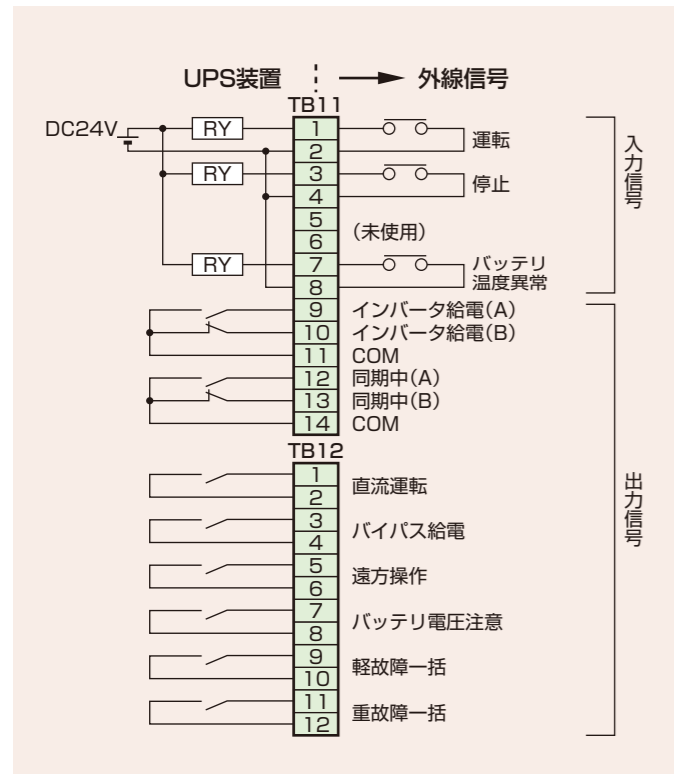 UPS装置
外線信号
TB11
DC24V
RY
1
運転
2
RY
3
停止
4
5
(未使用)
6
RY
7
バッテリ
温度異常
8
9 インバータ給電(A)
10 インバータ給電(B)
11 COM
12 同期中(A)
13 同期中(B)
14 COM
入力信号
TB12
1
直流運転
2
3
バイパス給電
4
5
遠方操作
6
7
バッテリ電圧注意
8
9
軽故障一括
10
11
重故障一括
12
出力信号